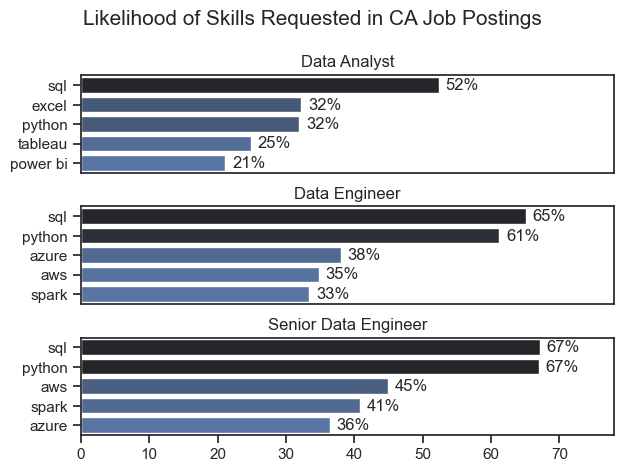 Likelihood of Skills Requested in CA Job Postings
Data Analyst
sql 52%
excel 32%
python 32%
tableau 25%
power bi 21%
Data Engineer
sql 65%
python 61%
azure 38%
aws 35%
spark 33%
Senior Data Engineer
sql 67%
python 67%
aws 45%
spark 41%
azure 36%
0 10 20 30 40 50 60 70